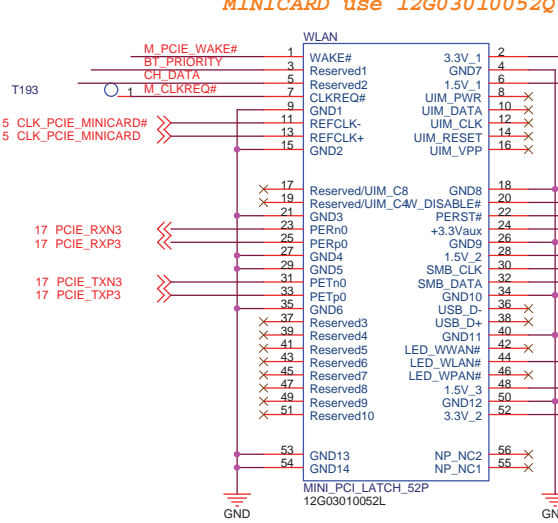 MINICARD use 12G03010052Q
WLAN
M_PCIE_WAKE# 1 WAKE# 3.3V_1 2
BT_PRIORITY 3 Reserved1 GND7 4
CH_DATA 5 Reserved2 1.5V_1 6
T193 1 M_CLKREQ# 7 CLKREQ# UIM_PWR 8
9 GND1 UIM_DATA 10
5 CLK_PCIE_MINICARD# 11 REFCLK- UIM_CLK 12
5 CLK_PCIE_MINICARD 13 REFCLK+ UIM_RESET 14
15 GND2 UIM_VPP 16
17 Reserved/UIM_C8 GND8 18
19 Reserved/UIM_C4 W_DISABLE# 20
21 GND3 PERST# 22
17 PCIE_RXN3 23 PERn0 +3.3Vaux 24
17 PCIE_RXP3 25 PERp0 GND9 26
27 GND4 1.5V_2 28
29 GND5 SMB_CLK 30
17 PCIE_TXN3 31 PETn0 SMB_DATA 32
17 PCIE_TXP3 33 PETp0 GND10 34
35 GND6 USB_D- 36
37 Reserved3 USB_D+ 38
39 Reserved4 GND11 40
41 Reserved5 LED_WWAN# 42
43 Reserved6 LED_WLAN# 44
45 Reserved7 LED_WPAN# 46
47 Reserved8 1.5V_3 48
49 Reserved9 GND12 50
51 Reserved10 3.3V_2 52
53 GND13 NP_NC2 56
54 GND14 NP_NC1 55
MINI_PCI_LATCH_52P
12G03010052L
GND GN